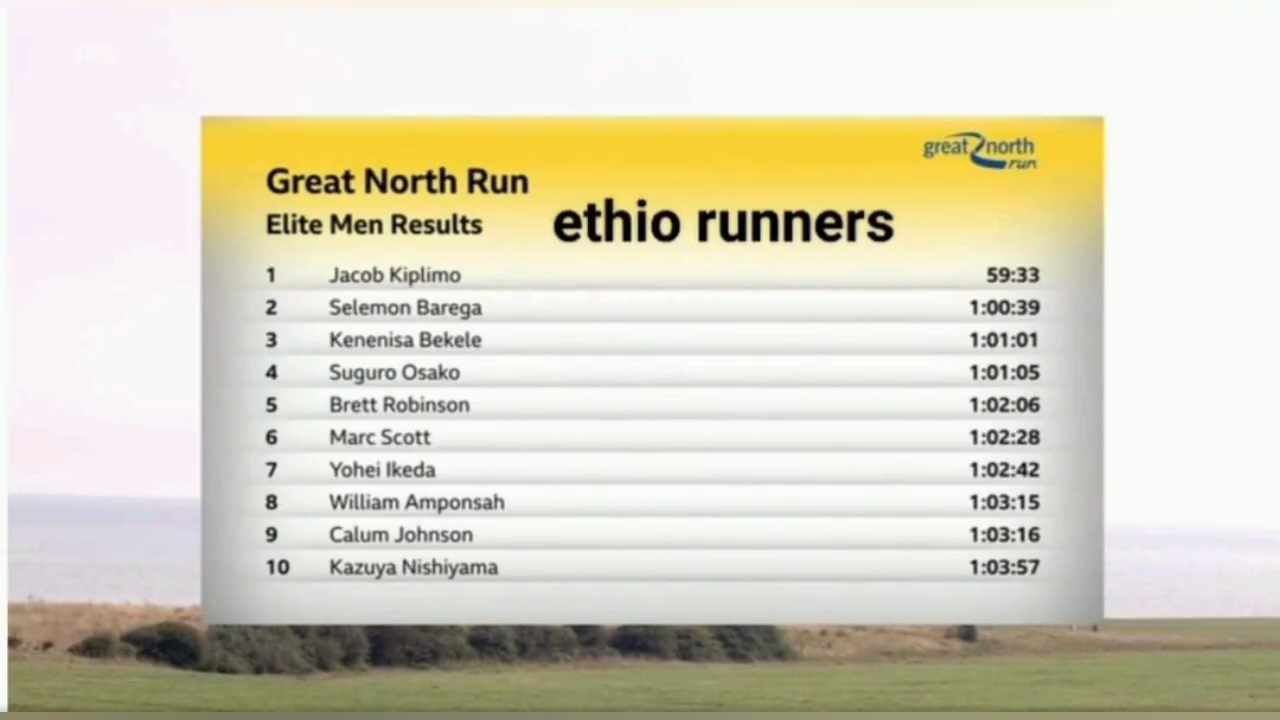 great north
run
Great North Run
Elite Men Results
ethio runners
1 Jacob Kiplimo 59:33
2 Selemon Barega 1:00:39
3 Kenenisa Bekele 1:01:01
4 Suguro Osako 1:01:05
5 Brett Robinson 1:02:06
6 Marc Scott 1:02:28
7 Yohei Ikeda 1:02:42
8 William Amponsah 1:03:15
9 Calum Johnson 1:03:16
10 Kazuya Nishiyama 1:03:57